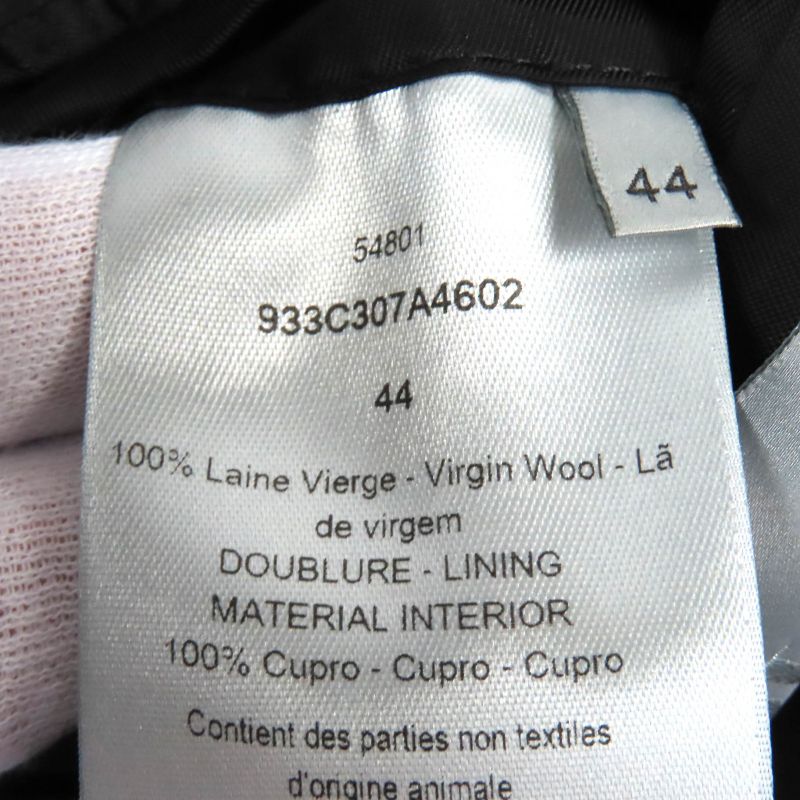 44
54801
933C307A4602
44
100% Laine Vierge - Virgin Wool - Lã
de virgem
DOUBLURE - LINING
MATERIAL INTERIOR
100% Cupro - Cupro - Cupro
Contient des parties non textiles
d'origine animale